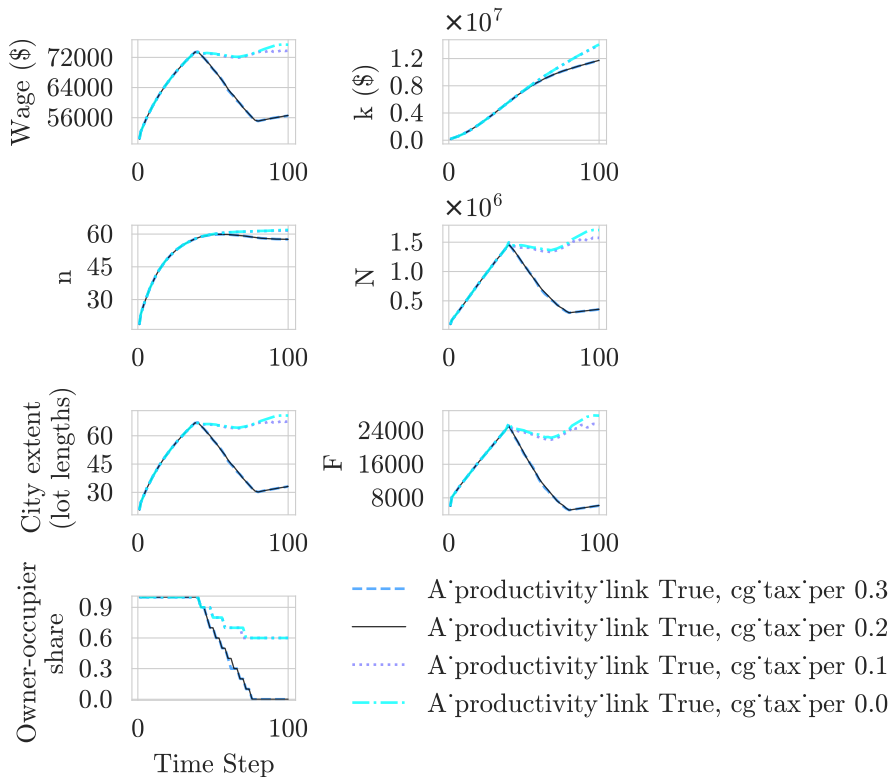 ×10⁷
Wage ($)
72000
64000
56000
0
100
k ($)
1.2
0.8
0.4
0.0
0
100
×10⁶
n
60
45
30
0
100
N
1.5
1.0
0.5
0
100
City extent
(lot lengths)
60
45
30
0
100
F
24000
16000
8000
0
100
Owner-occupier
share
0.9
0.6
0.3
0.0
0
100
Time Step
A˙productivity˙link True, cg˙tax˙per 0.3
A˙productivity˙link True, cg˙tax˙per 0.2
A˙productivity˙link True, cg˙tax˙per 0.1
A˙productivity˙link True, cg˙tax˙per 0.0